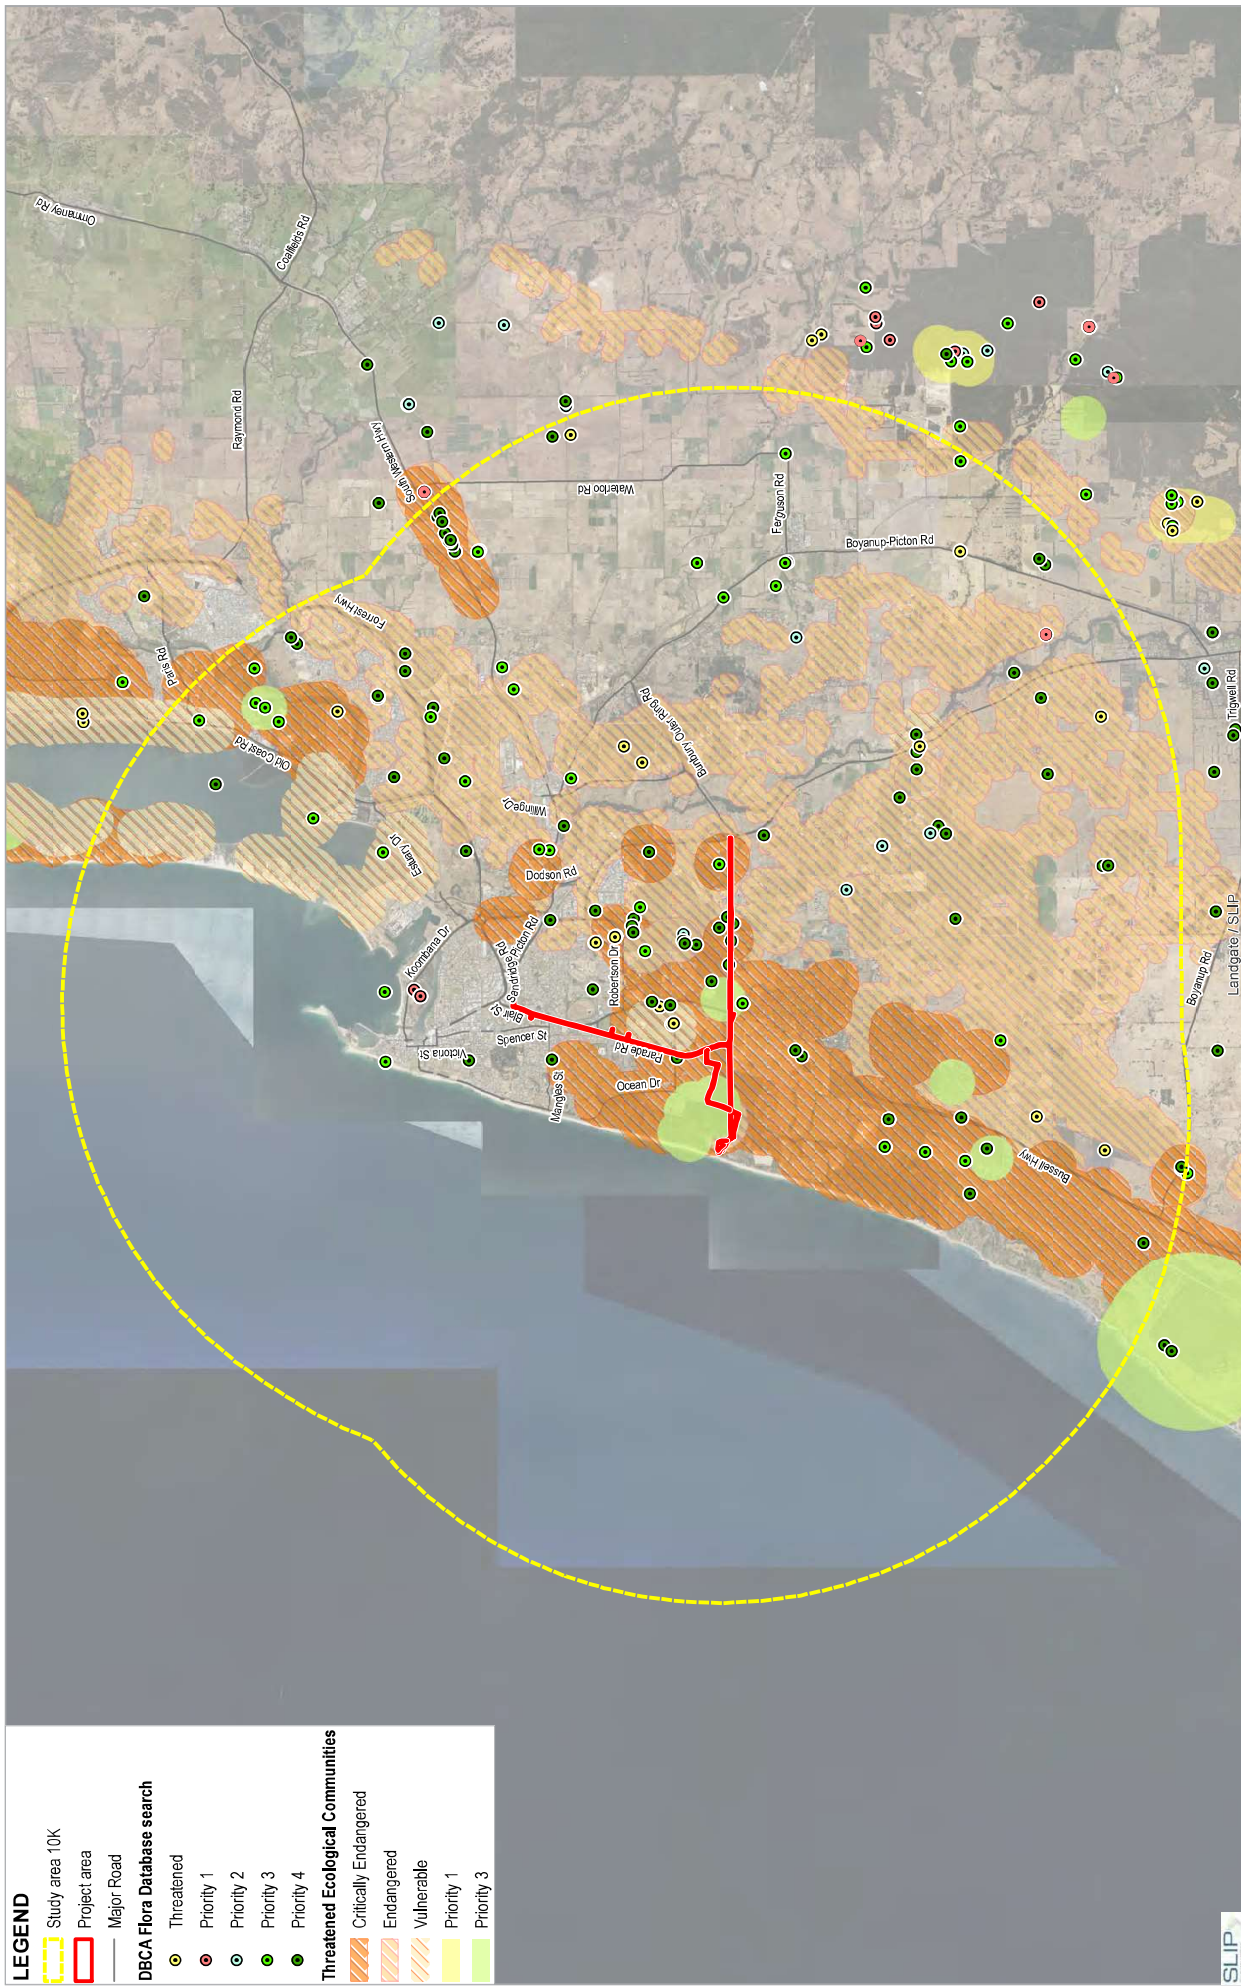 LEGEND
Study area 10K
Project area
Major Road
DBCA Flora Database search
Threatened
Priority 1
Priority 2
Priority 3
Priority 4
Threatened Ecological Communities
Critically Endangered
Endangered
Vulnerable
Priority 1
Priority 3
SLIP
Landgate / SLIP
Ommaney Rd
Coalfields Rd
Raymond Rd
South Western Hwy
Waterloo Rd
Ferguson Rd
Boyanup-Picton Rd
Forrest Hwy
Paris Rd
Old Coast Rd
Estuary Dr
Willinge Dr
Bunbury Outer Ring Rd
Dodson Rd
Koombana Dr
Sandridge Rd
Picton Rd
Robertson Dr
Blair St
Spencer St
Victoria St
Parade Rd
Mangles St
Ocean Dr
Bussell Hwy
Boyanup Rd
Trigwell Rd